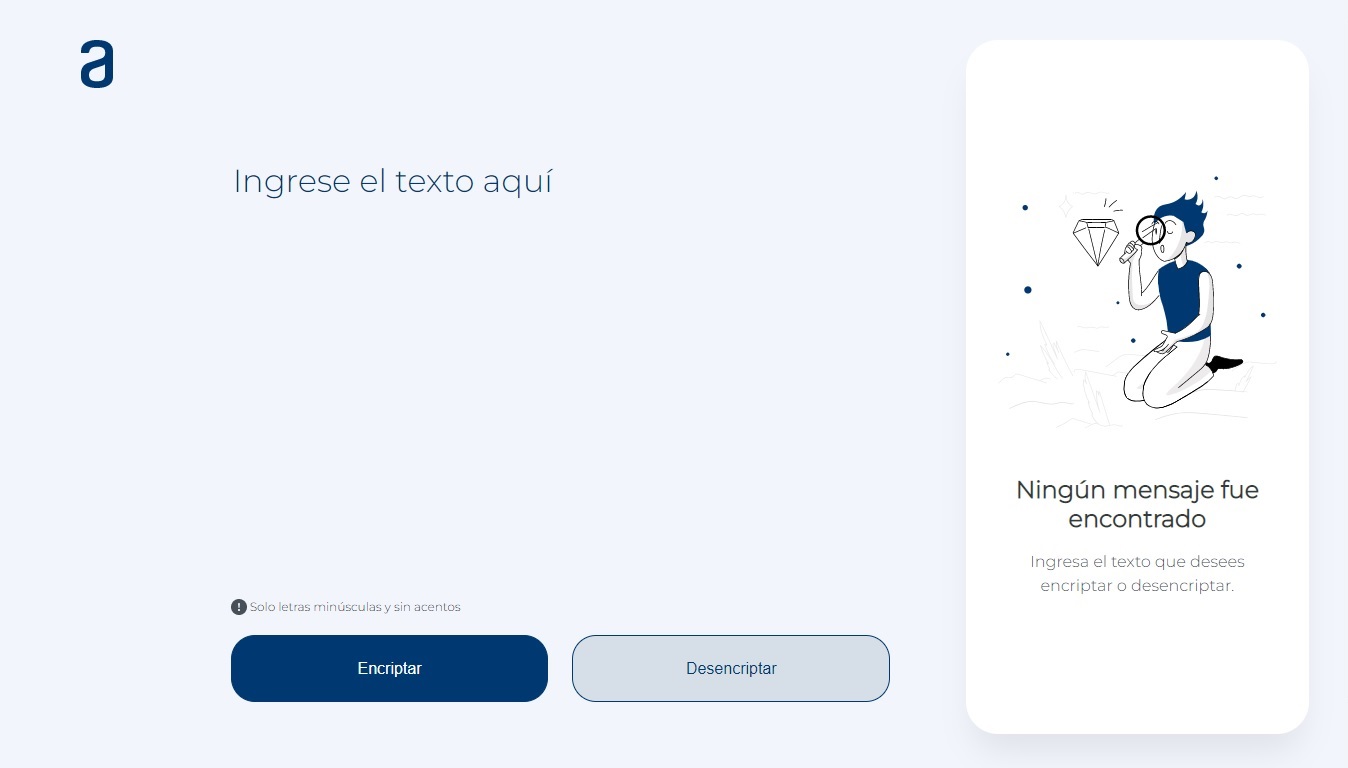 a
Ingrese el texto aquí
Solo letras minúsculas y sin acentos
Encriptar
Desencriptar
Ningún mensaje fue
encontrado
Ingresa el texto que desees
encriptar o desencriptar.